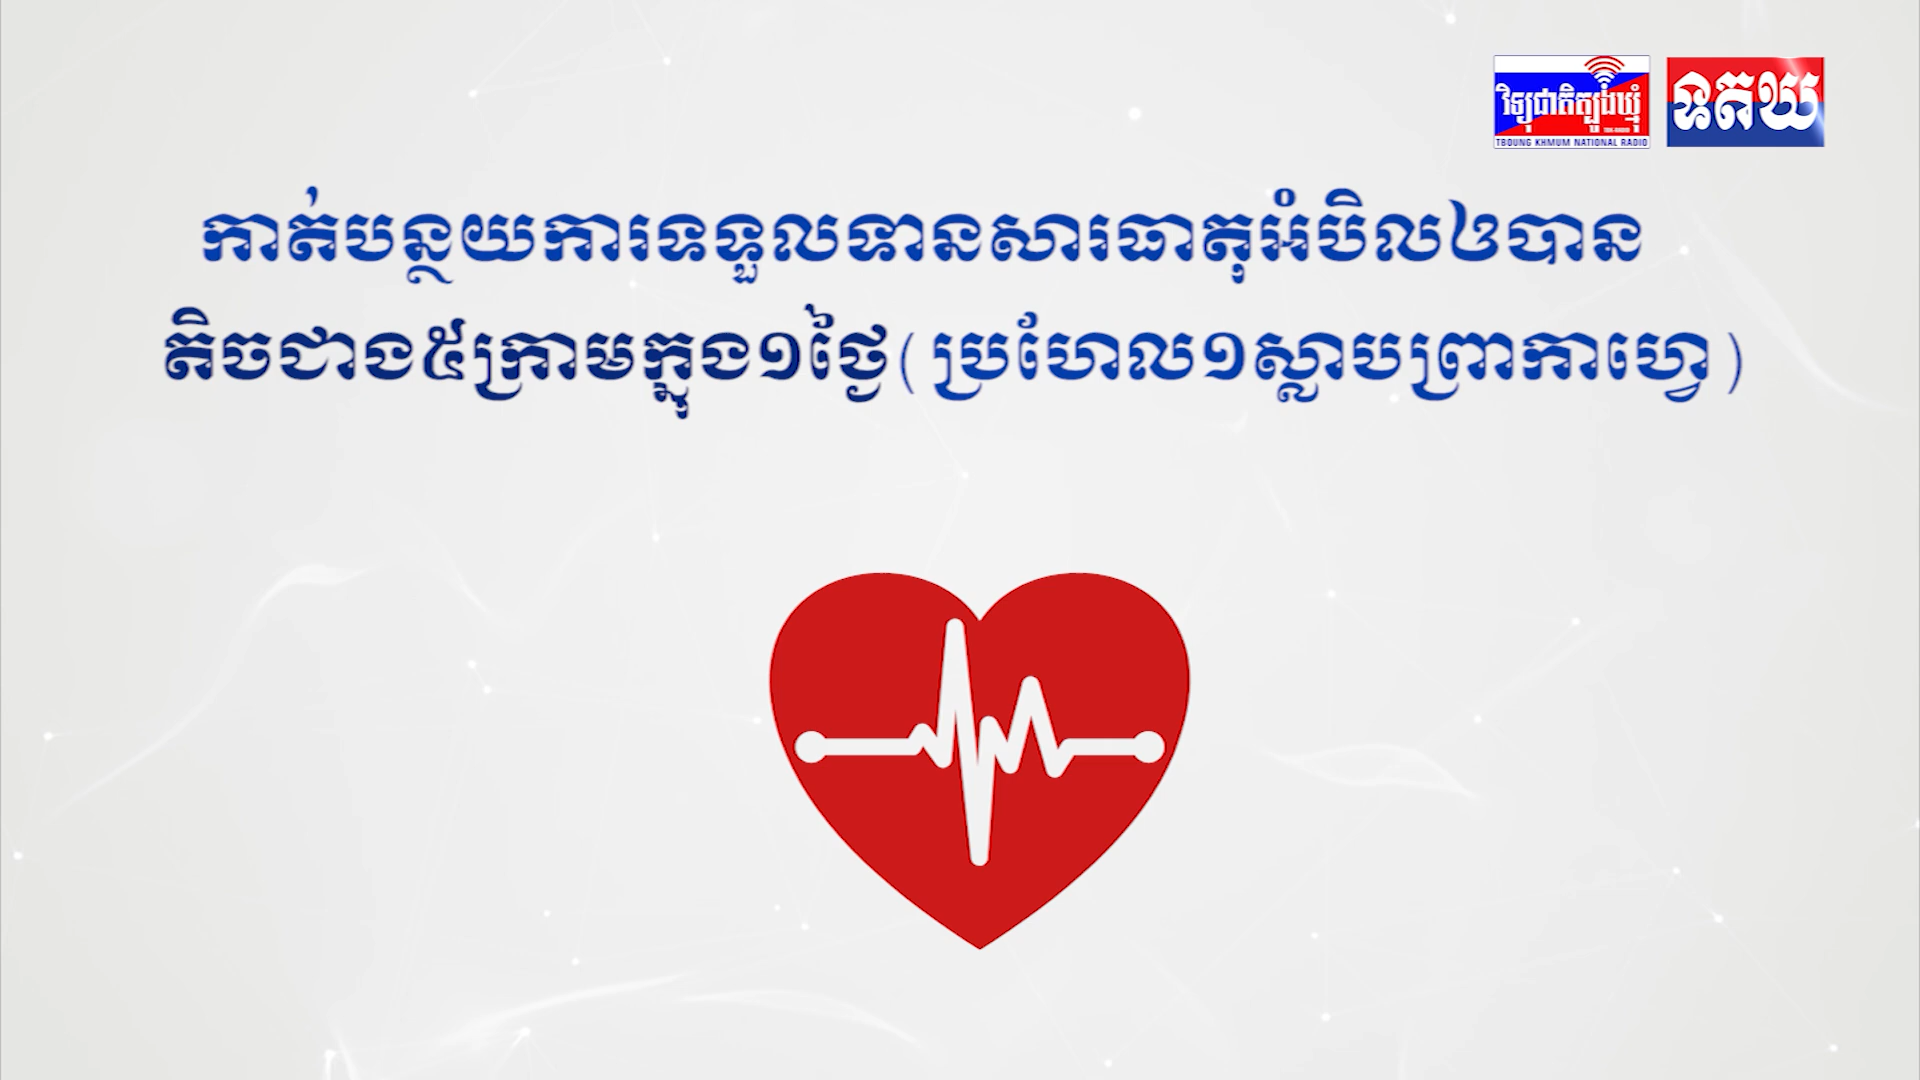 វិទ្យុជាតិត្បូងឃ្មុំ
TBOUNG KHMUM NATIONAL RADIO
ទតឃ
កាត់បន្ថយការទទួលទានសារធាតុអំបិលឲបាន
តិចជាង៥ក្រាមក្នុង១ថ្ងៃ(ប្រហែល១ស្លាបព្រាកាហ្វេ)